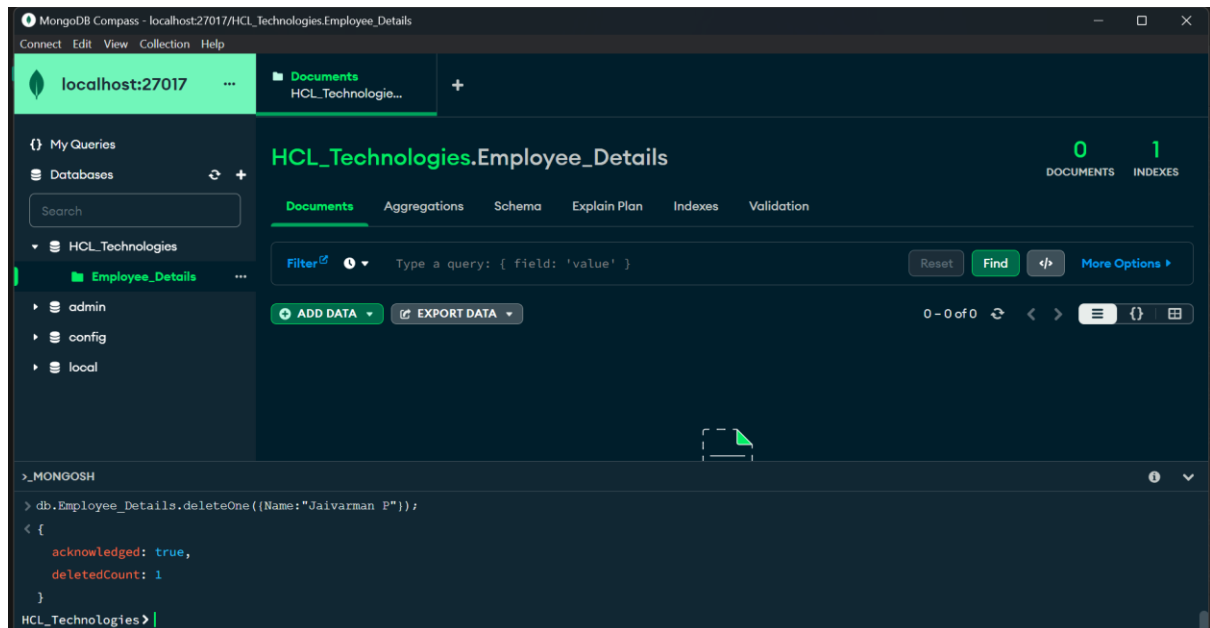 MongoDB Compass - localhost:27017/HCL_Technologies.Employee_Details
Connect Edit View Collection Help
localhost:27017 ...
Documents
HCL_Technologie...
+
{} My Queries
Databases +
Search
HCL_Technologies
Employee_Details ...
admin
config
local
HCL_Technologies.Employee_Details
0 1
DOCUMENTS INDEXES
Documents Aggregations Schema Explain Plan Indexes Validation
Filter Type a query: { field: 'value' } Reset Find </> More Options
ADD DATA EXPORT DATA 0 – 0 of 0 {}
>_MONGOSH
> db.Employee_Details.deleteOne({Name:"Jaivarman P"});
< {
acknowledged: true,
deletedCount: 1
}
HCL_Technologies>